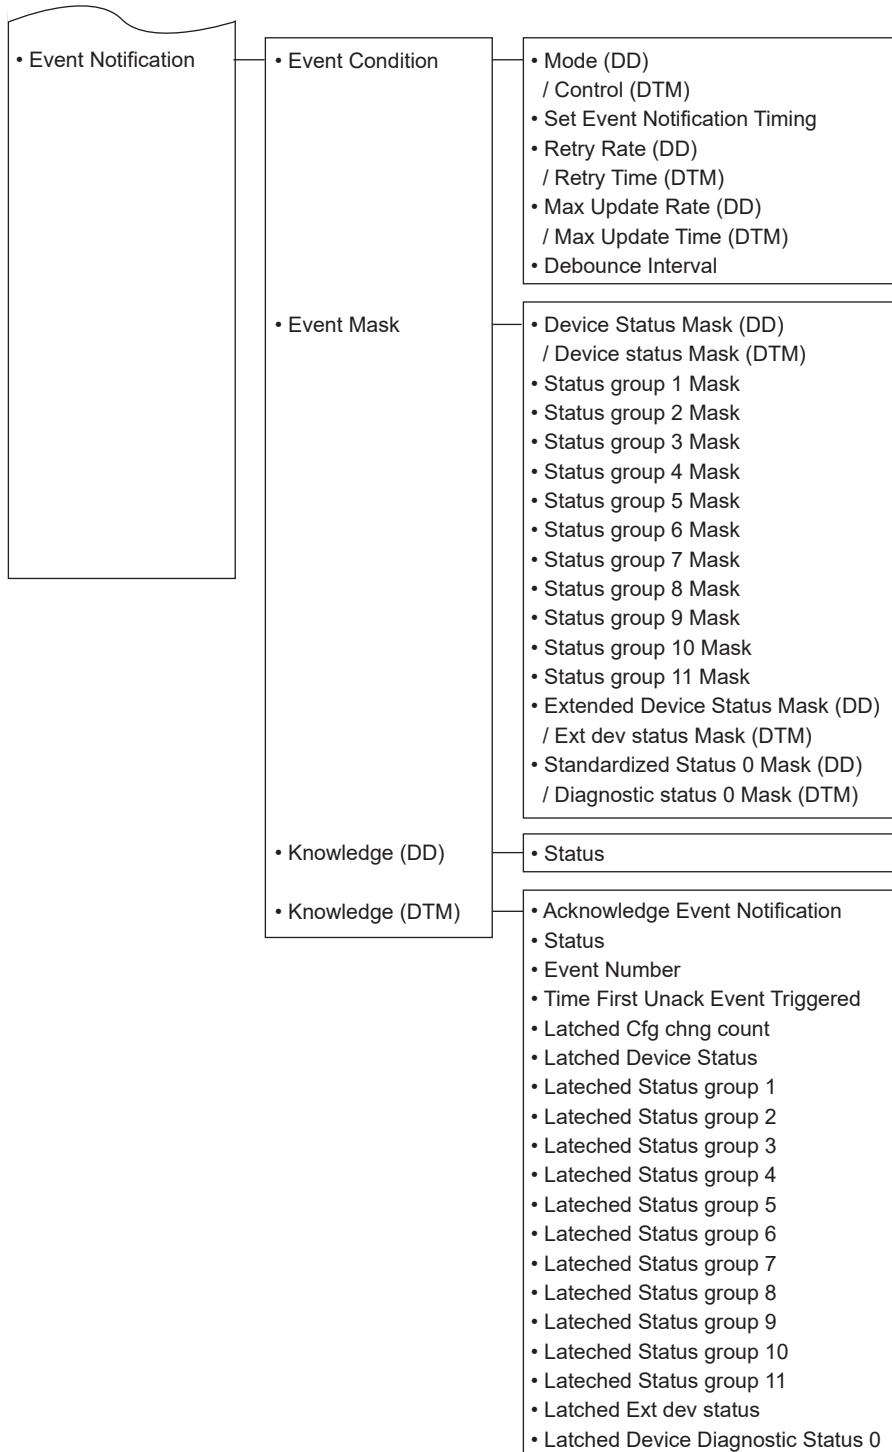 • Event Notification
• Event Condition
• Mode (DD)
/ Control (DTM)
• Set Event Notification Timing
• Retry Rate (DD)
/ Retry Time (DTM)
• Max Update Rate (DD)
/ Max Update Time (DTM)
• Debounce Interval
• Event Mask
• Device Status Mask (DD)
/ Device status Mask (DTM)
• Status group 1 Mask
• Status group 2 Mask
• Status group 3 Mask
• Status group 4 Mask
• Status group 5 Mask
• Status group 6 Mask
• Status group 7 Mask
• Status group 8 Mask
• Status group 9 Mask
• Status group 10 Mask
• Status group 11 Mask
• Extended Device Status Mask (DD)
/ Ext dev status Mask (DTM)
• Standardized Status 0 Mask (DD)
/ Diagnostic status 0 Mask (DTM)
• Knowledge (DD)
• Status
• Knowledge (DTM)
• Acknowledge Event Notification
• Status
• Event Number
• Time First Unack Event Triggered
• Latched Cfg chng count
• Latched Device Status
• Lateched Status group 1
• Lateched Status group 2
• Lateched Status group 3
• Lateched Status group 4
• Lateched Status group 5
• Lateched Status group 6
• Lateched Status group 7
• Lateched Status group 8
• Lateched Status group 9
• Lateched Status group 10
• Lateched Status group 11
• Latched Ext dev status
• Latched Device Diagnostic Status 0